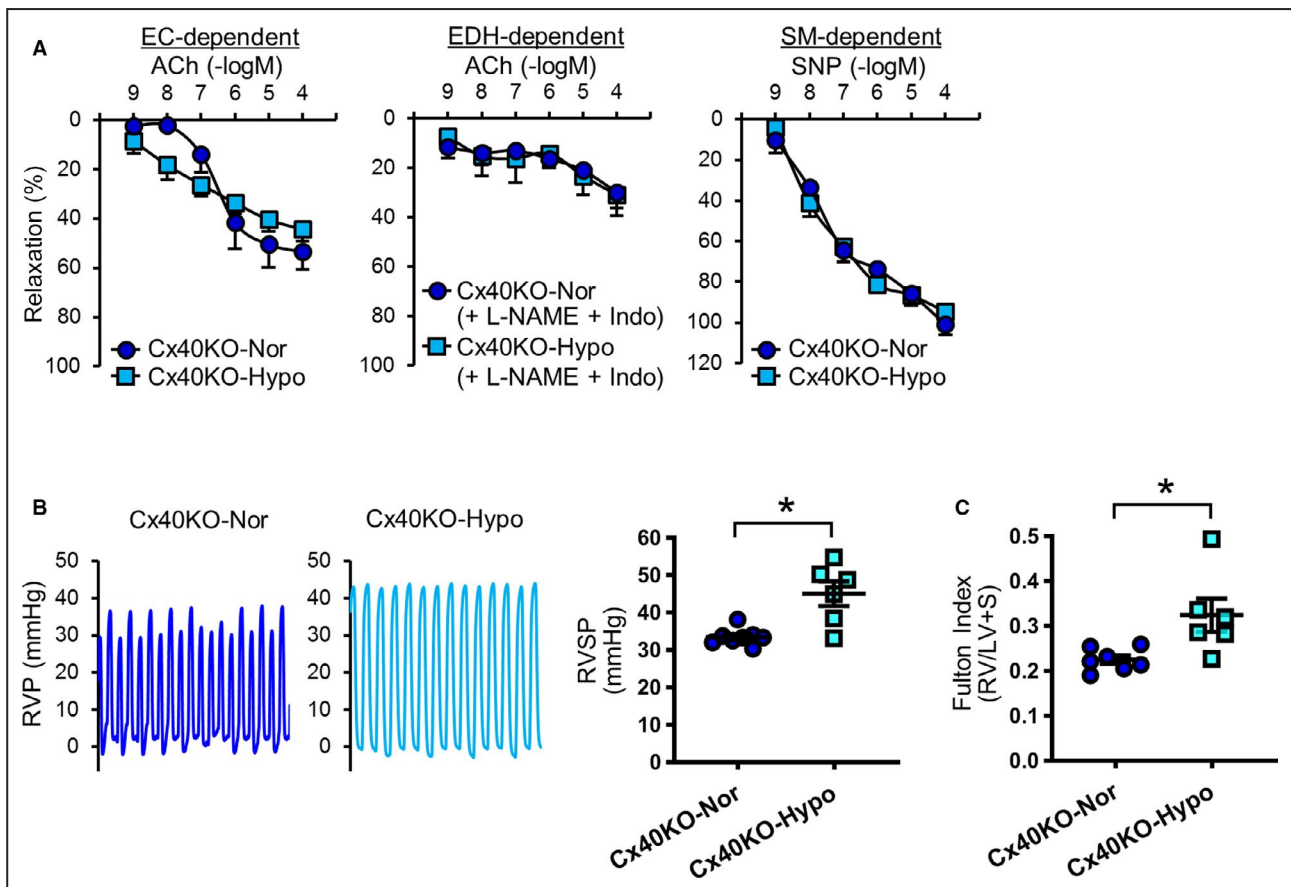 A
EC-dependent
ACh (-logM)
9 8 7 6 5 4
Relaxation (%)
0
20
40
60
80
100
Cx40KO-Nor
Cx40KO-Hypo
EDH-dependent
ACh (-logM)
9 8 7 6 5 4
0
20
40
60
80
100
Cx40KO-Nor
(+ L-NAME + Indo)
Cx40KO-Hypo
(+ L-NAME + Indo)
SM-dependent
SNP (-logM)
9 8 7 6 5 4
0
20
40
60
80
100
120
Cx40KO-Nor
Cx40KO-Hypo
B
Cx40KO-Nor
RVP (mmHg)
50
40
30
20
10
0
Cx40KO-Hypo
50
40
30
20
10
0
*
RVSP
(mmHg)
60
50
40
30
20
10
0
Cx40KO-Nor
Cx40KO-Hypo
C
*
Fulton Index
(RV/LV+S)
0.5
0.4
0.3
0.2
0.1
0.0
Cx40KO-Nor
Cx40KO-Hypo